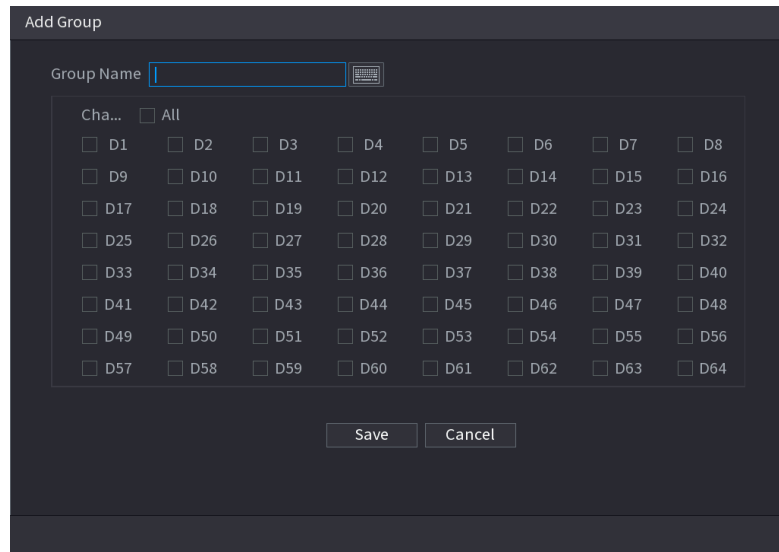 Add Group
Group Name
Cha... All
D1 D2 D3 D4 D5 D6 D7 D8
D9 D10 D11 D12 D13 D14 D15 D16
D17 D18 D19 D20 D21 D22 D23 D24
D25 D26 D27 D28 D29 D30 D31 D32
D33 D34 D35 D36 D37 D38 D39 D40
D41 D42 D43 D44 D45 D46 D47 D48
D49 D50 D51 D52 D53 D54 D55 D56
D57 D58 D59 D60 D61 D62 D63 D64
Save Cancel